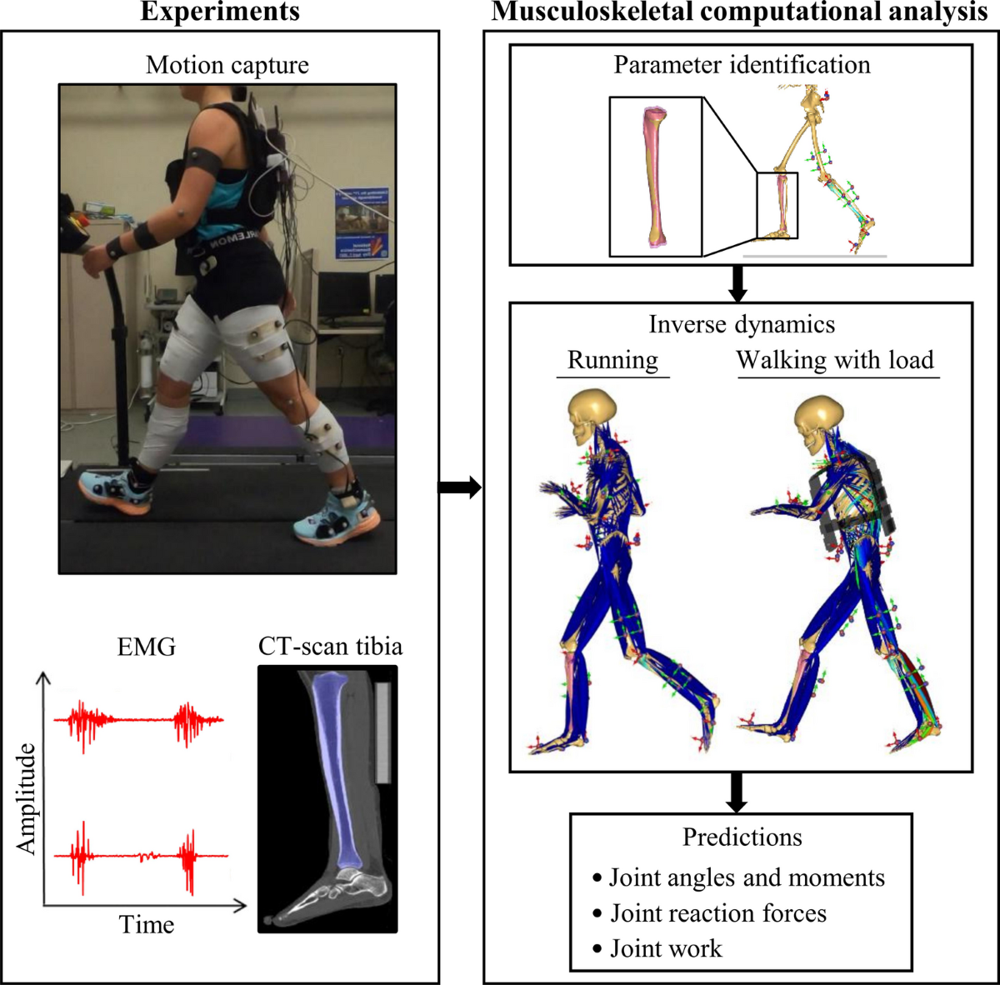 Experiments
Motion capture
ARLEMON
EMG
CT-scan tibia
Amplitude
Time
Musculoskeletal computational analysis
Parameter identification
Inverse dynamics
Running
Walking with load
Predictions
• Joint angles and moments
• Joint reaction forces
• Joint work